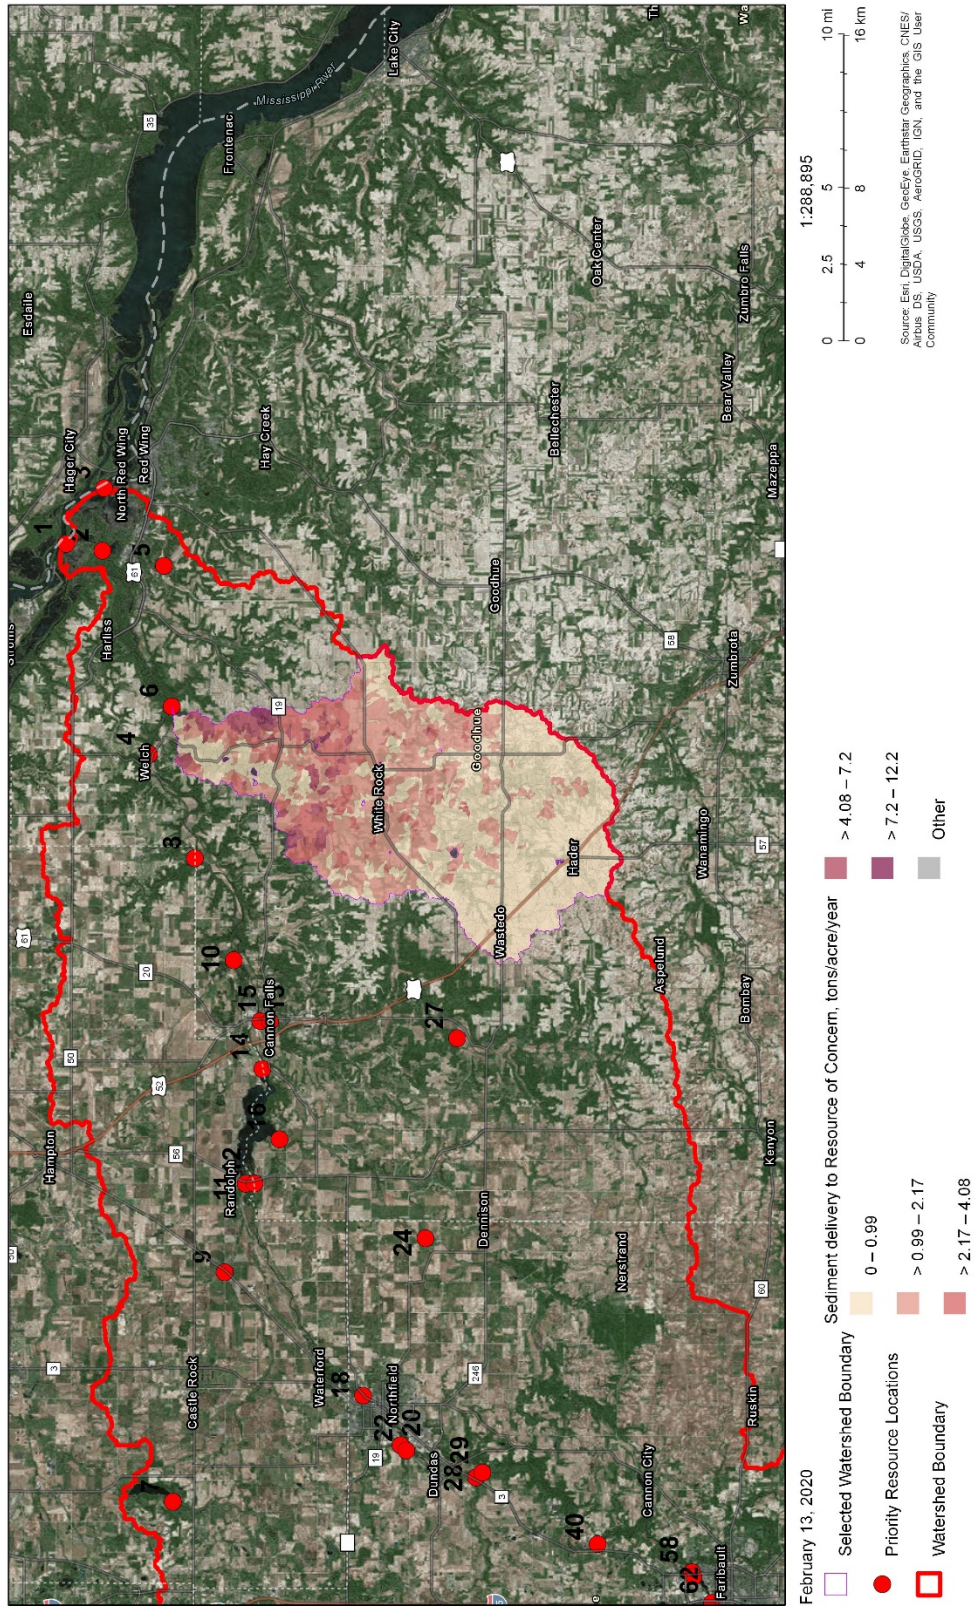 Esdaile
Hager City
North Red Wing
Red Wing
35
Frontenac
Mississippi River
Lake City
Hay Creek
Oak Center
Zumbro Falls
Bear Valley
Bellechester
Mazeppa
Goodhue
58
Zumbrota
1
2
5
61
Harliss
6
4
Welch
19
White Rock
Goodhue
Hader
Wanamingo
57
Wastedo
Aspelund
Bombay
Kenyon
3
61
20
10
50
15
14
Cannon Falls
27
52
Hampton
56
16
Randolph
11
9
24
Dennison
Nerstrand
60
3
Castle Rock
Waterford
18
Northfield
22
20
19
246
Dundas
28
29
3
Cannon City
Ruskin
7
40
58
62
Faribault
February 13, 2020
Selected Watershed Boundary
Priority Resource Locations
Watershed Boundary
Sediment delivery to Resource of Concern, tons/acre/year
0 – 0.99
> 0.99 – 2.17
> 2.17 – 4.08
> 4.08 – 7.2
> 7.2 – 12.2
Other
1:288,895
0 2.5 5 10 mi
0 4 8 16 km
Source: Esri, DigitalGlobe, GeoEye, Earthstar Geographics, CNES/
Airbus DS, USDA, USGS, AeroGRID, IGN, and the GIS User
Community